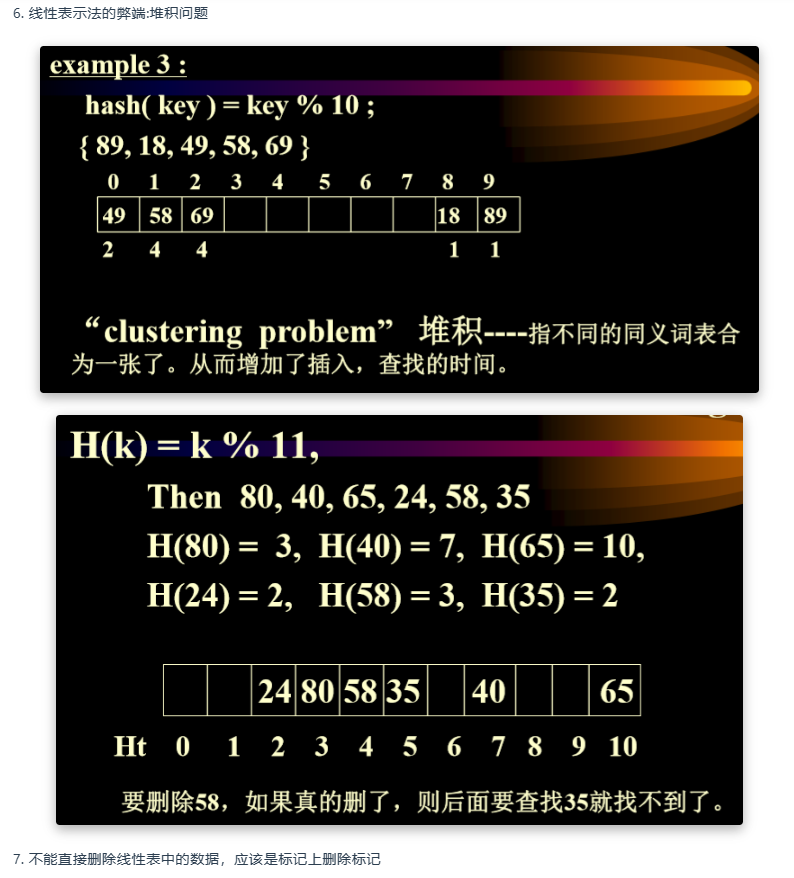 6. 线性表示法的弊端:堆积问题
example 3 :
hash( key ) = key % 10 ;
{ 89, 18, 49, 58, 69 }
0 1 2 3 4 5 6 7 8 9
49 58 69 18 89
2 4 4 1 1
“clustering problem” 堆积----指不同的同义词表合
为一张了。从而增加了插入，查找的时间。
H(k) = k % 11,
Then 80, 40, 65, 24, 58, 35
H(80) = 3, H(40) = 7, H(65) = 10,
H(24) = 2, H(58) = 3, H(35) = 2
24 80 58 35 40 65
Ht 0 1 2 3 4 5 6 7 8 9 10
要删除58，如果真的删了，则后面要查找35就找不到了。
7. 不能直接删除线性表中的数据，应该是标记上删除标记